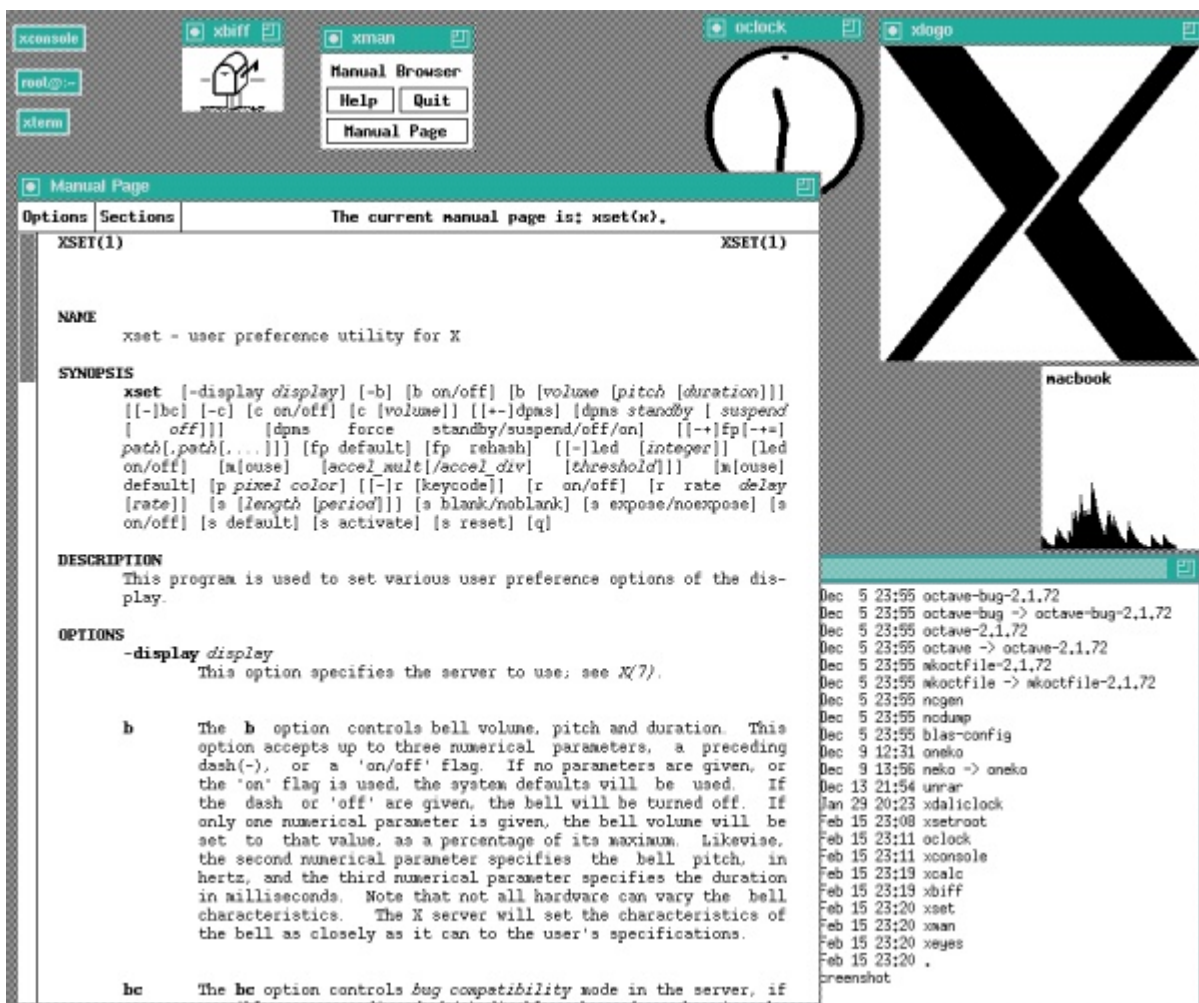 xconsole
root@:~
xterm
xbiff
xman
Manual Browser
Help Quit
Manual Page
oclock
xlogo
macbook
Manual Page
Options Sections The current manual page is: xset(x).
XSET(1) XSET(1)
NAME
xset - user preference utility for X
SYNOPSIS
xset [-display display] [-b] [b on/off] [b [volume [pitch [duration]]]
[[-]bc] [-c] [c on/off] [c [volume]] [[+-]dpms] [dpms standby [ suspend
[ off]]] [dpms force standby/suspend/off/on] [[-+]fp[-+=]
path[,path[,...]]] [fp default] [fp rehash] [[-]led [integer]] [led
on/off] [m[ouse] [accel_mult[/accel_div] [threshold]]] [m[ouse]
default] [p pixel color] [[-]r [keycode]] [r on/off] [r rate delay
[rate]] [s [length [period]]] [s blank/noblank] [s expose/noexpose] [s
on/off] [s default] [s activate] [s reset] [q]
DESCRIPTION
This program is used to set various user preference options of the dis-
play.
OPTIONS
-display display
This option specifies the server to use; see X(7).
b The b option controls bell volume, pitch and duration. This
option accepts up to three numerical parameters, a preceding
dash(-), or a 'on/off' flag. If no parameters are given, or
the 'on' flag is used, the system defaults will be used. If
the dash or 'off' are given, the bell will be turned off. If
only one numerical parameter is given, the bell volume will be
set to that value, as a percentage of its maximum. Likewise,
the second numerical parameter specifies the bell pitch, in
hertz, and the third numerical parameter specifies the duration
in milliseconds. Note that not all hardware can vary the bell
characteristics. The X server will set the characteristics of
the bell as closely as it can to the user's specifications.
bc The bc option controls bug compatibility mode in the server, if
Dec 5 23:55 octave-bug-2.1.72
Dec 5 23:55 octave-bug -> octave-bug-2.1.72
Dec 5 23:55 octave-2.1.72
Dec 5 23:55 octave -> octave-2.1.72
Dec 5 23:55 mkoctfile-2.1.72
Dec 5 23:55 mkoctfile -> mkoctfile-2.1.72
Dec 5 23:55 ncgen
Dec 5 23:55 ncdump
Dec 5 23:55 blas-config
Dec 9 12:31 oneko
Dec 9 13:56 neko -> oneko
Dec 13 21:54 unrar
Jan 29 20:23 xdaliclock
Feb 15 23:08 xsetroot
Feb 15 23:11 oclock
Feb 15 23:11 xconsole
Feb 15 23:19 xcalc
Feb 15 23:19 xbiff
Feb 15 23:20 xset
Feb 15 23:20 xman
Feb 15 23:20 xeyes
Feb 15 23:20 .
creenshot